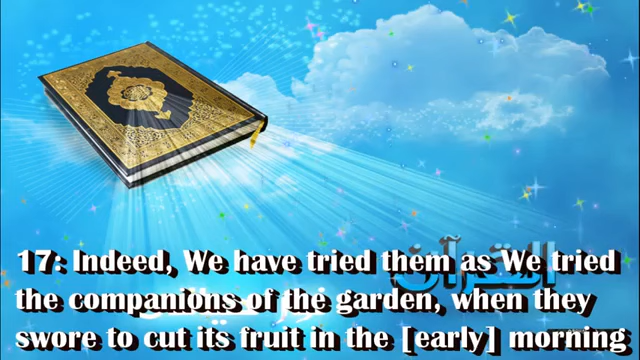 القرآن
17: Indeed, We have tried them as We tried
the companions of the garden, when they
swore to cut its fruit in the [early] morning